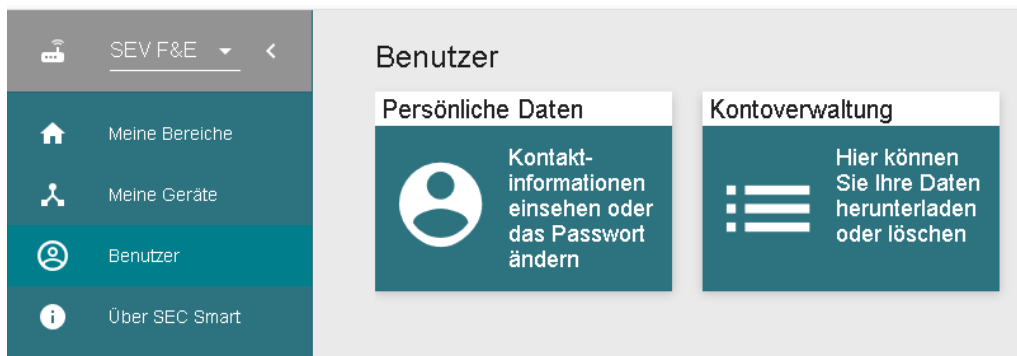 SEV F&E
Meine Bereiche
Meine Geräte
Benutzer
Über SEC Smart
Benutzer
Persönliche Daten
Kontakt-
informationen
einsehen oder
das Passwort
ändern
Kontoverwaltung
Hier können
Sie Ihre Daten
herunterladen
oder löschen